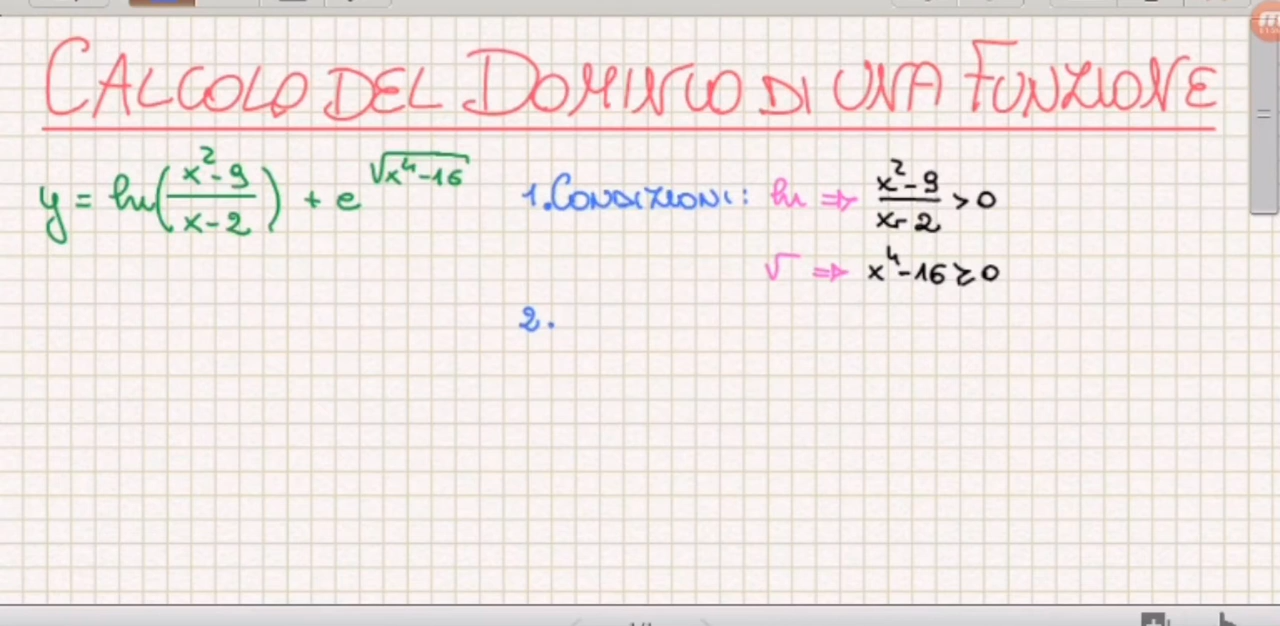 CALCOLO DEL DOMINIO DI UNA FUNZIONE
y = ln(x²-9/x-2) + e^√x⁴-16
1. CONDIZIONI: ln ⇒ x²-9/x-2 > 0
√ ⇒ x⁴-16 ≥ 0
2.